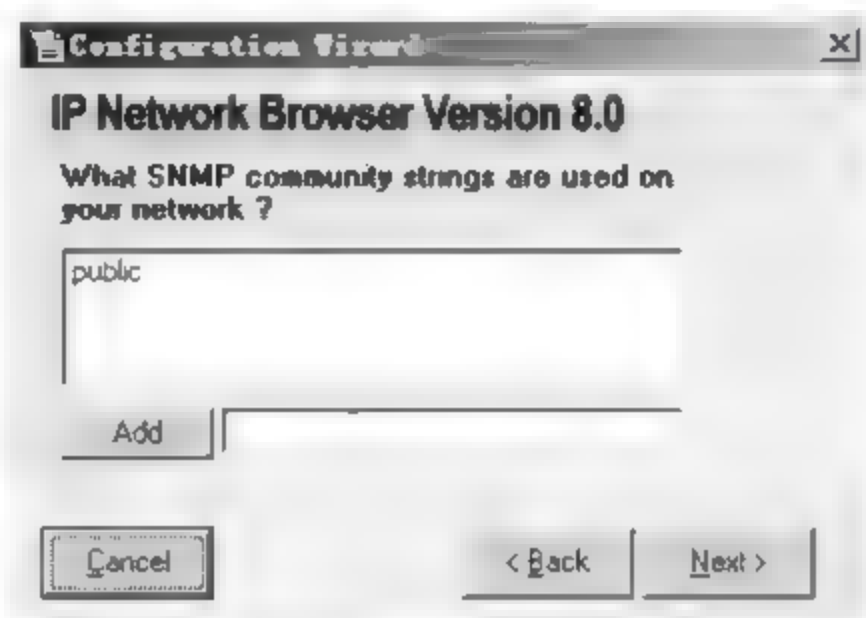 Configuration Wizard
IP Network Browser Version 8.0
What SNMP community strings are used on
your network ?
public
Add
Cancel
< Back
Next >